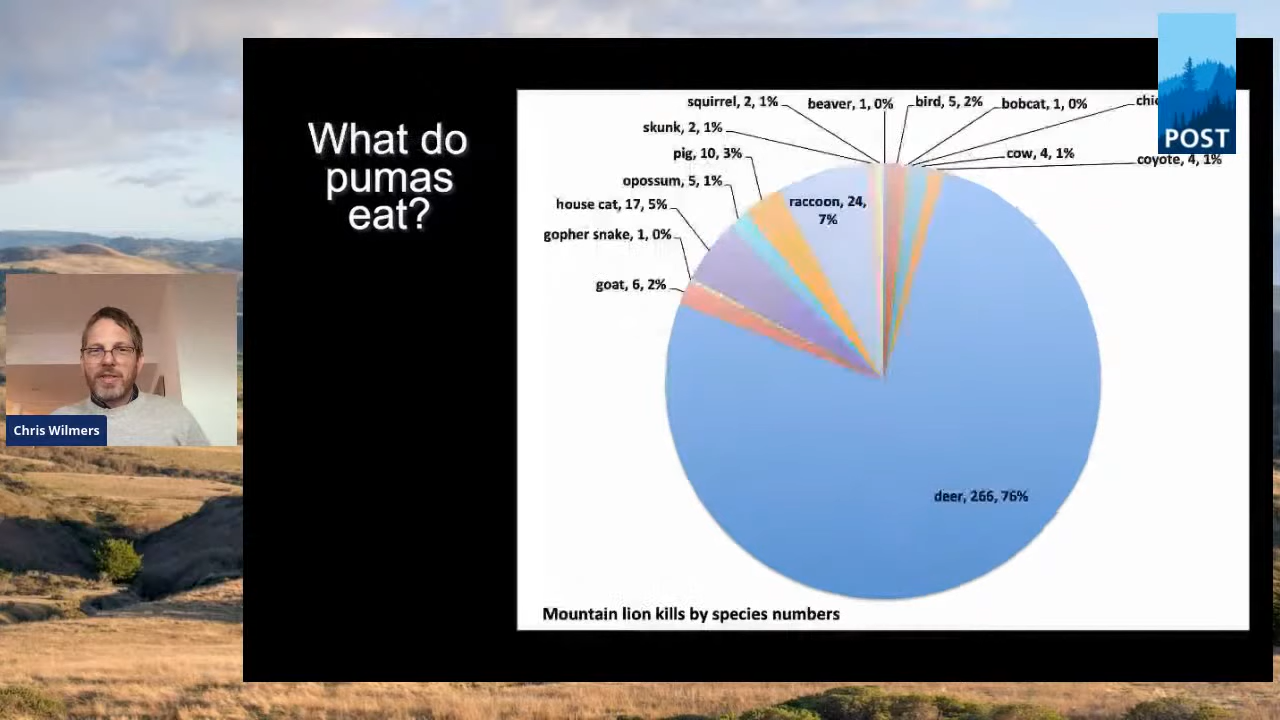 What do
pumas
eat?
squirrel, 2, 1%
beaver, 1, 0%
bird, 5, 2%
bobcat, 1, 0%
skunk, 2, 1%
POST
pig, 10, 3%
cow, 4, 1%
coyote, 4, 1%
opossum, 5, 1%
raccoon, 24,
7%
house cat, 17, 5%
gopher snake, 1, 0%
goat, 6, 2%
Chris Wilmers
deer, 266, 76%
Mountain lion kills by species numbers